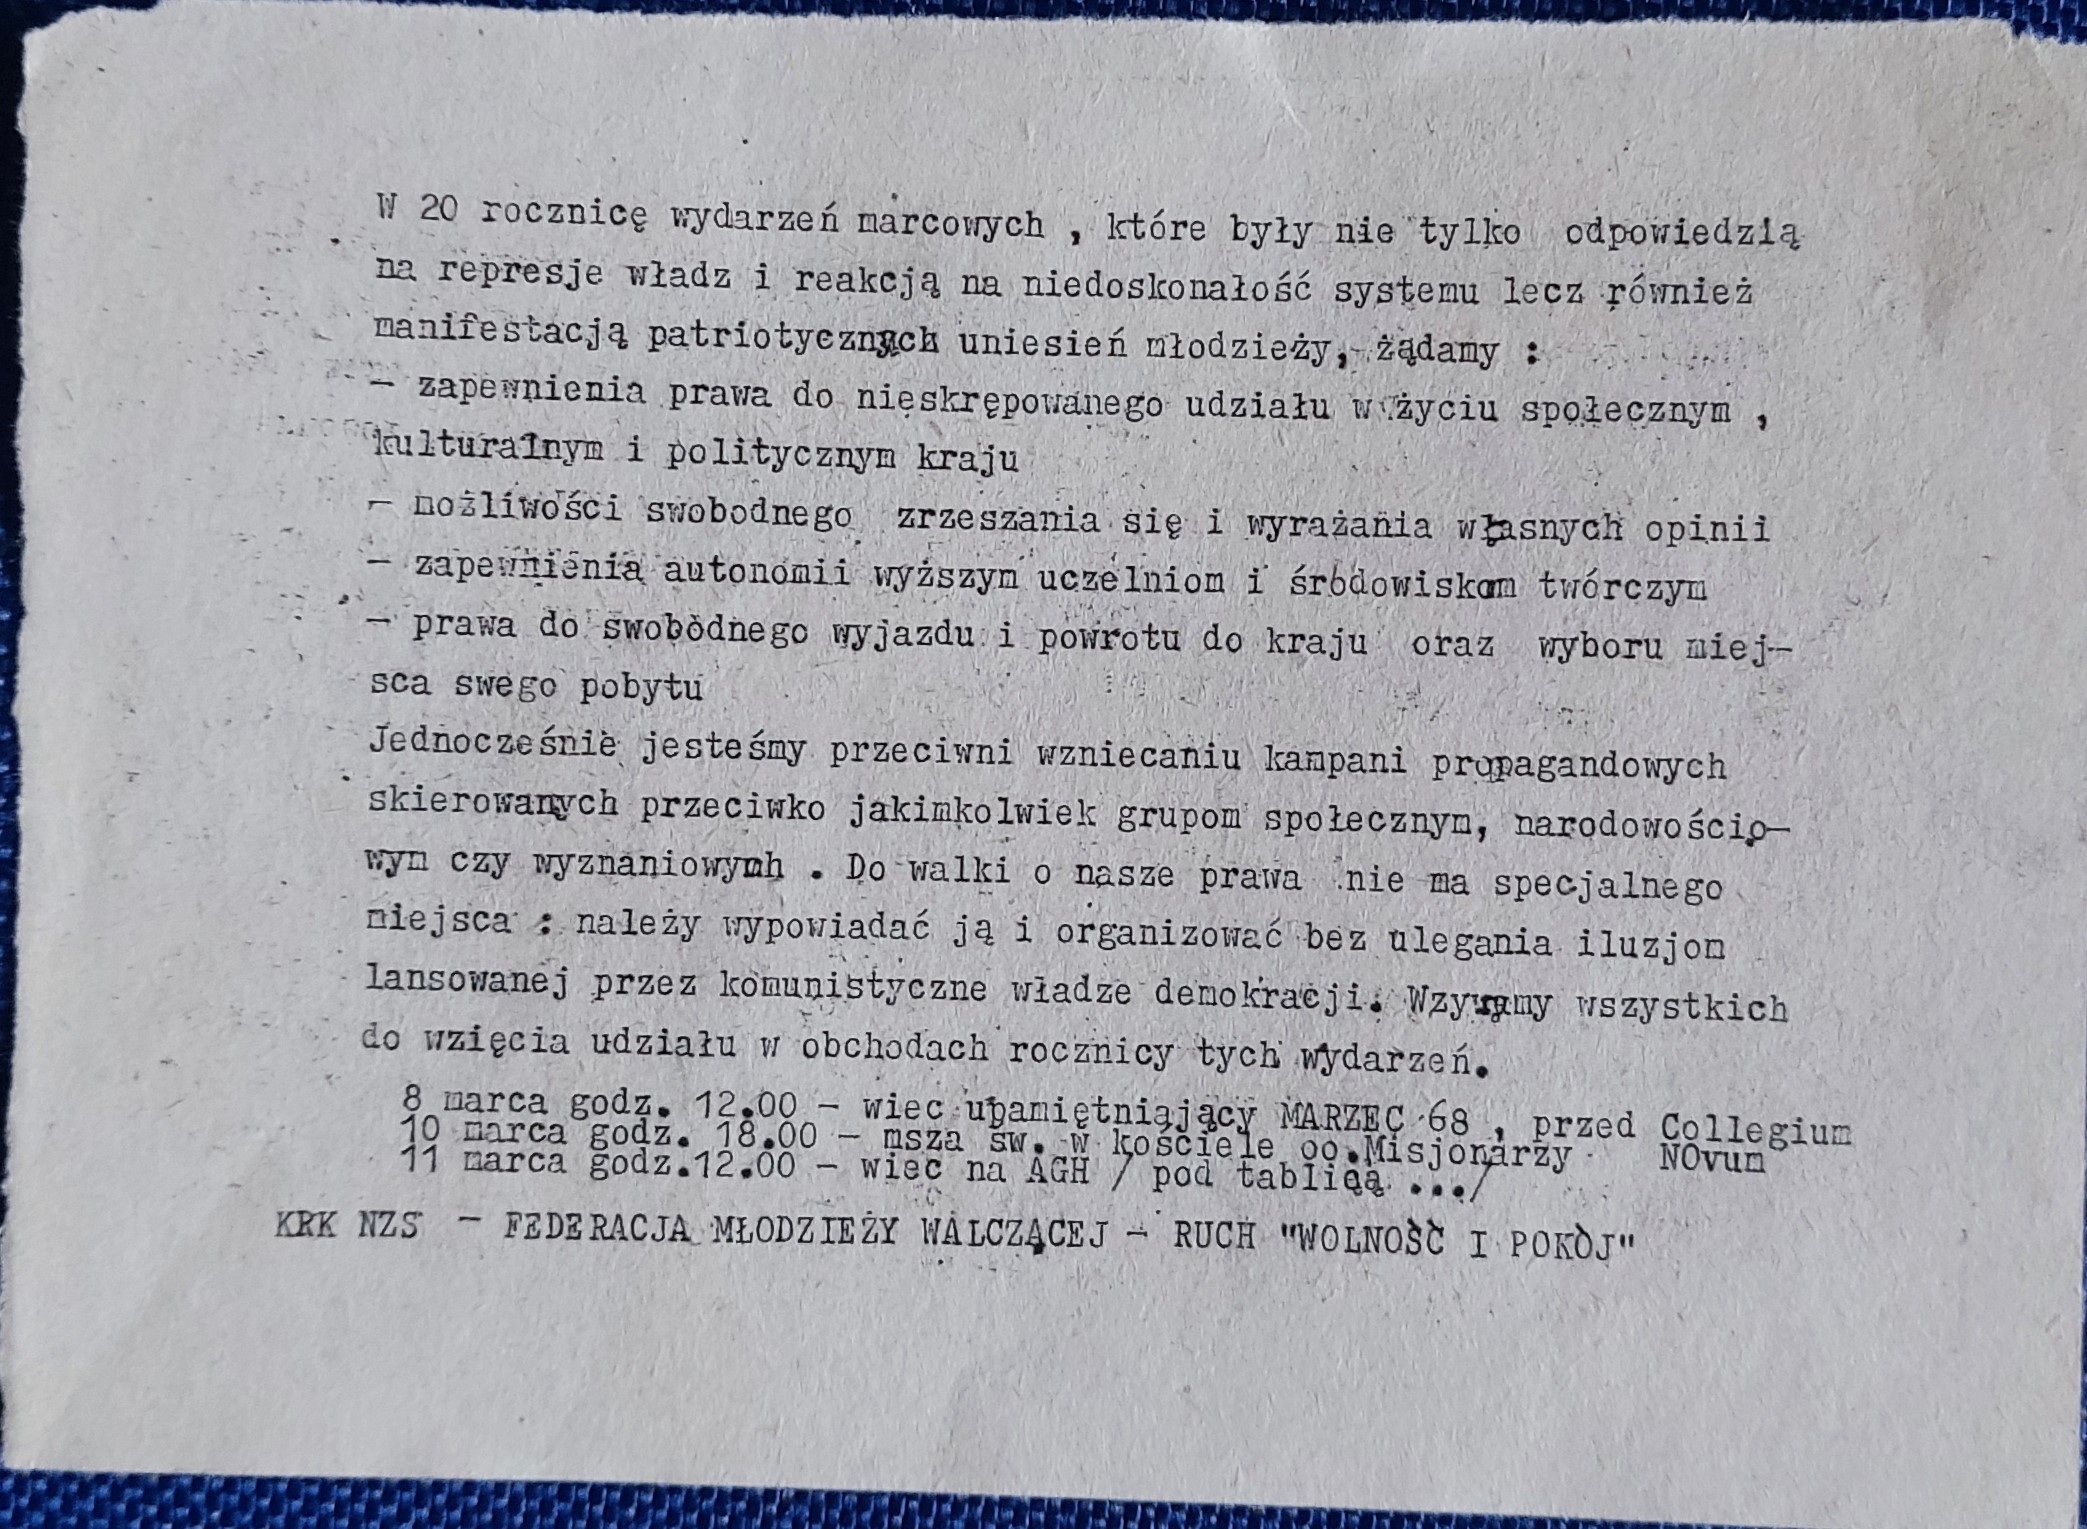 W 20 rocznicę wydarzeń marcowych , które były nie tylko odpowiedzią
na represje władz i reakcją na niedoskonałość systemu lecz również
manifestacją patriotycznych uniesień młodzieży, żądamy :
- zapewnienia prawa do nieskrępowanego udziału w życiu społecznym ,
kulturalnym i politycznym kraju
- możliwości swobodnego zrzeszania się i wyrażania własnych opinii
- zapewnienia autonomii wyższym uczelniom i środowiskom twórczym
- prawa do swobodnego wyjazdu i powrotu do kraju oraz wyboru miej-
sca swego pobytu
Jednocześnie jesteśmy przeciwni wzniecaniu kampani propagandowych
skierowanych przeciwko jakimkolwiek grupom społecznym, narodowościo-
wym czy wyznaniowymh . Do walki o nasze prawa nie ma specjalnego
miejsca : należy wypowiadać ją i organizować bez ulegania iluzjom
lansowanej przez komunistyczne władze demokracji. Wzywamy wszystkich
do wzięcia udziału w obchodach rocznicy tych wydarzeń.
8 marca godz. 12.00 - wiec upamiętniający MARZEC 68 , przed Collegium
10 marca godz. 18.00 - msza św. w kościele oo.Misjonarzy NOvum
11 marca godz.12.00 - wiec na AGH / pod tablicą .../
KRK NZS - FEDERACJA MŁODZIEŻY WALCZĄCEJ - RUCH "WOLNOŚĆ I POKÓJ"